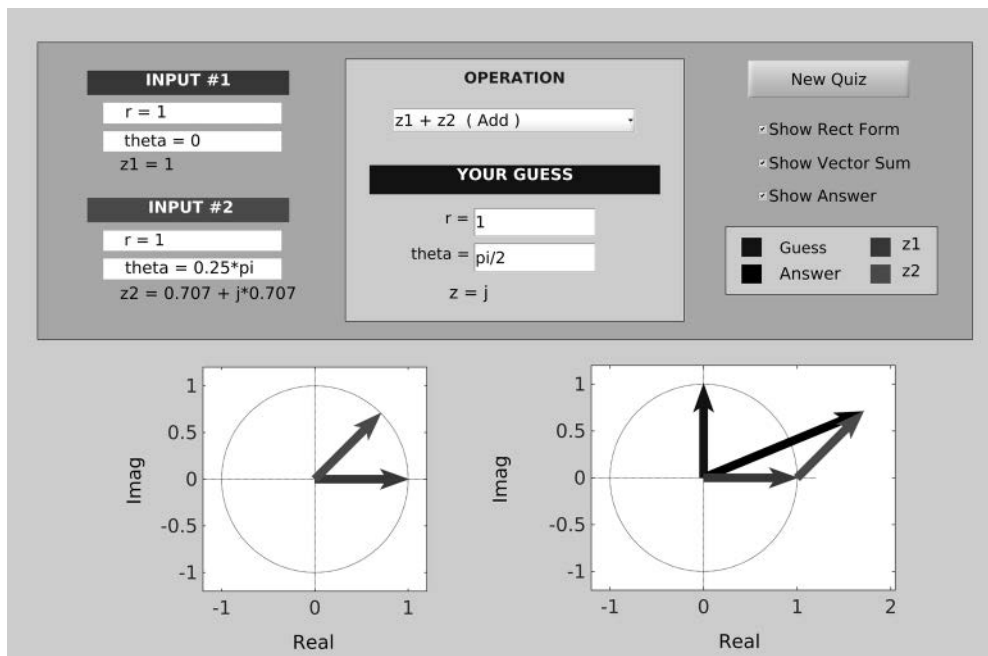 INPUT #1
r = 1
theta = 0
z1 = 1
INPUT #2
r = 1
theta = 0.25*pi
z2 = 0.707 + j*0.707
OPERATION
z1 + z2 ( Add )
YOUR GUESS
r = 1
theta = pi/2
z = j
New Quiz
Show Rect Form
Show Vector Sum
Show Answer
Guess z1
Answer z2
1
0.5
0
-0.5
-1
Imag
-1 0 1
Real
1
0.5
0
-0.5
-1
Imag
-1 0 1 2
Real